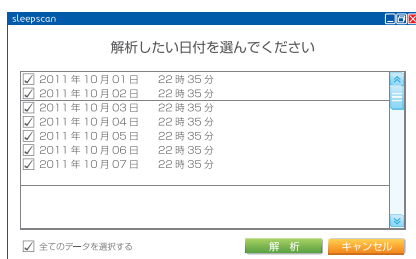 sleepscan
解析したい日付を選んでください
2011年10月01日 22時35分
2011年10月02日 22時35分
2011年10月03日 22時35分
2011年10月04日 22時35分
2011年10月05日 22時35分
2011年10月06日 22時35分
2011年10月07日 22時35分
全てのデータを選択する
解 析
キャンセル